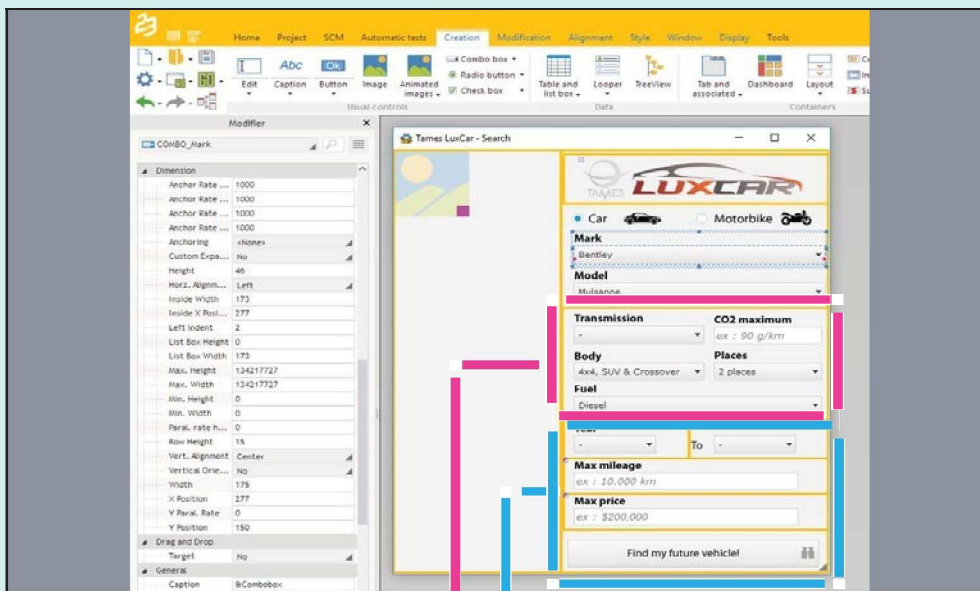 23
Home Project SCM Automatic tests Creation Modification Alignment Style Window Display Tools
Combo box
Radio button
Check box
Edit Caption Button Image Animated images Table and list box Looper TreeView Tab and associated Dashboard Layout
Abc Ok
Usual controls Data Containers
Modifier
COMBO_Mark
Dimension
Anchor Rate ... 1000
Anchor Rate ... 1000
Anchor Rate ... 1000
Anchor Rate ... 1000
Anchoring <None>
Custom Expa... No
Height 46
Horz. Alignm... Left
Inside Width 173
Inside X Posi... 277
Left Indent 2
List Box Height 0
List Box Width 173
Max. Height 134217727
Max. Width 134217727
Min. Height 0
Min. Width 0
Paral. rate h... 0
Row Height 15
Vert. Alignment Center
Vertical Orie... No
Width 175
X Position 277
Y Paral. Rate 0
Y Position 150
Drag and Drop
Target No
General
Caption &Combobox
Tames LuxCar - Search
TAMES LUXCAR
Car Motorbike
Mark
Bentley
Model
Mulsanne
Transmission CO2 maximum
- ex : 90 g/km
Body Places
4x4, SUV & Crossover 2 places
Fuel
Diesel
Year
- To -
Max mileage
ex : 10,000 km
Max price
ex : $200,000
Find my future vehicle!